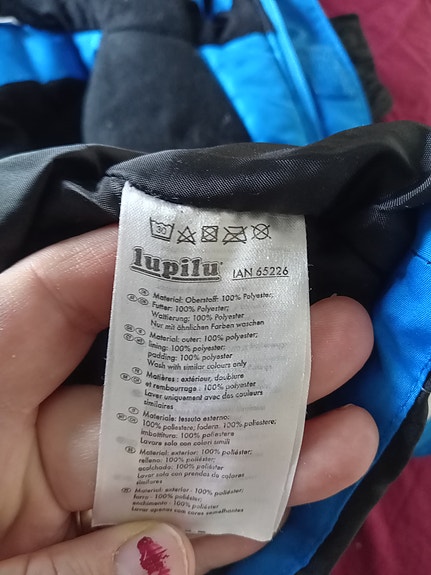 30
lupilu® IAN 65226
Material: Oberstoff: 100% Polyester;
Futter: 100% Polyester;
Wattierung: 100% Polyester
Nur mit ähnlichen Farben waschen
Material: outer: 100% polyester;
lining: 100% polyester;
padding: 100% polyester
Wash with similar colours only
Matières : extérieur, doublure
et rembourrage : 100% polyester
Laver uniquement avec des couleurs
similaires
Materiale: tessuto esterno:
100% poliestere, fodera: 100% poliestere;
imbottitura: 100% poliestere
Lavare solo con colori simili
Material: exterior: 100% poliéster;
relleno: 100% poliéster;
acolchado: 100% poliéster
Lavar solo con prendas de colores
similares
Material: exterior: 100% poliéster;
forro: 100% poliéster;
enchimento: 100% poliéster
Lavar apenas com cores semelhantes